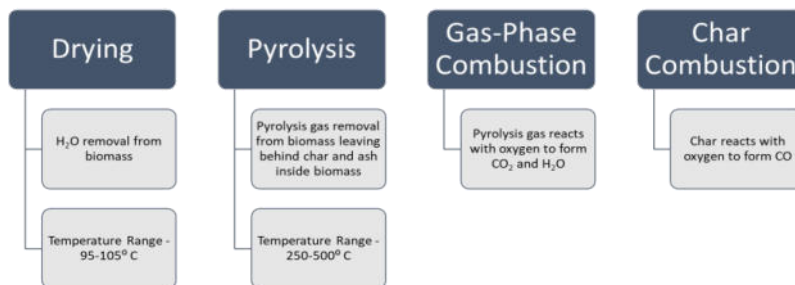 Drying
H₂O removal from
biomass
Temperature Range -
95-105⁰ C
Pyrolysis
Pyrolysis gas removal
from biomass leaving
behind char and ash
inside biomass
Temperature Range -
250-500⁰ C
Gas-Phase
Combustion
Pyrolysis gas reacts
with oxygen to form
CO₂ and H₂O
Char
Combustion
Char reacts with
oxygen to form CO